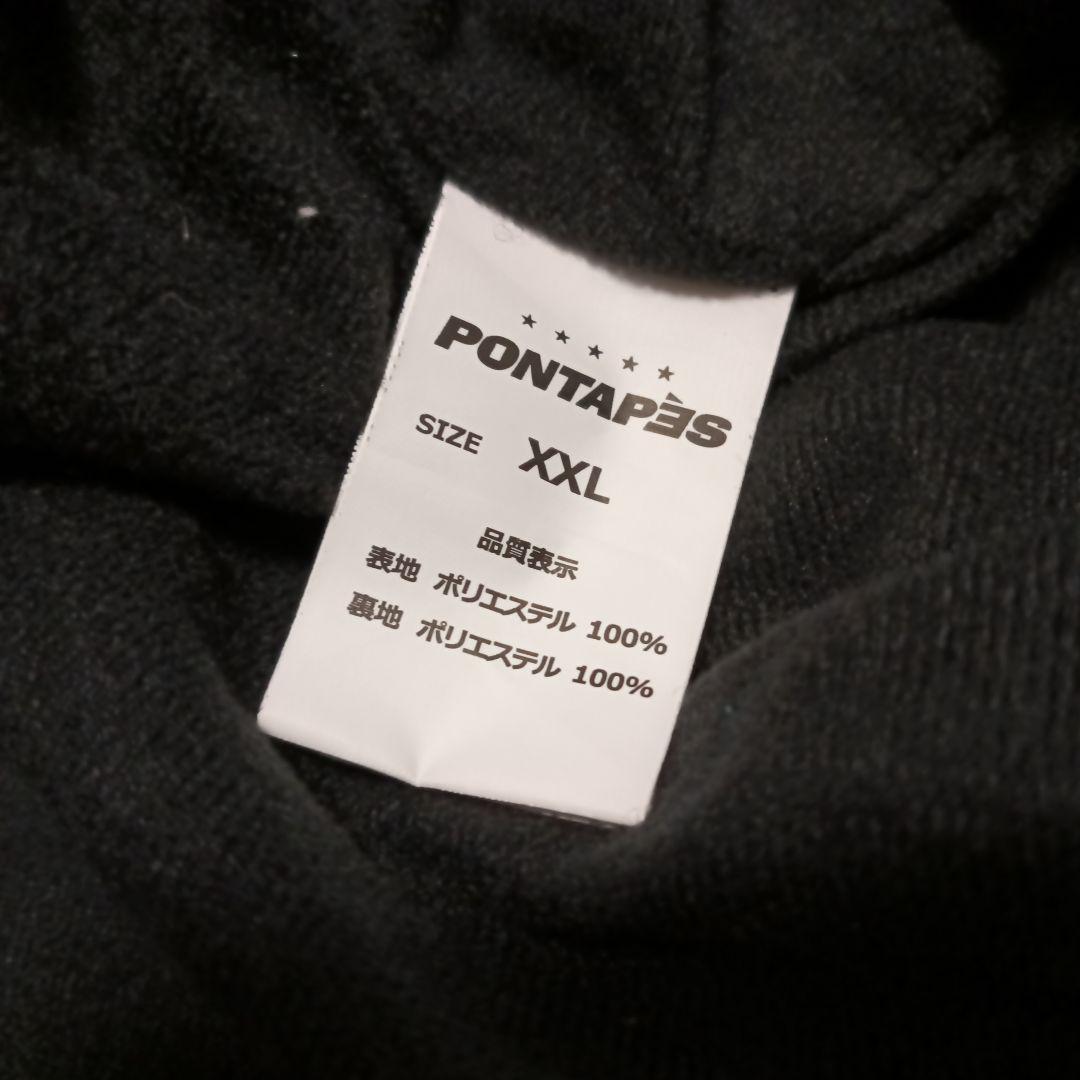 ★★★★★
PONTAPÈS
SIZE XXL
品質表示
表地 ポリエステル 100%
裏地 ポリエステル 100%